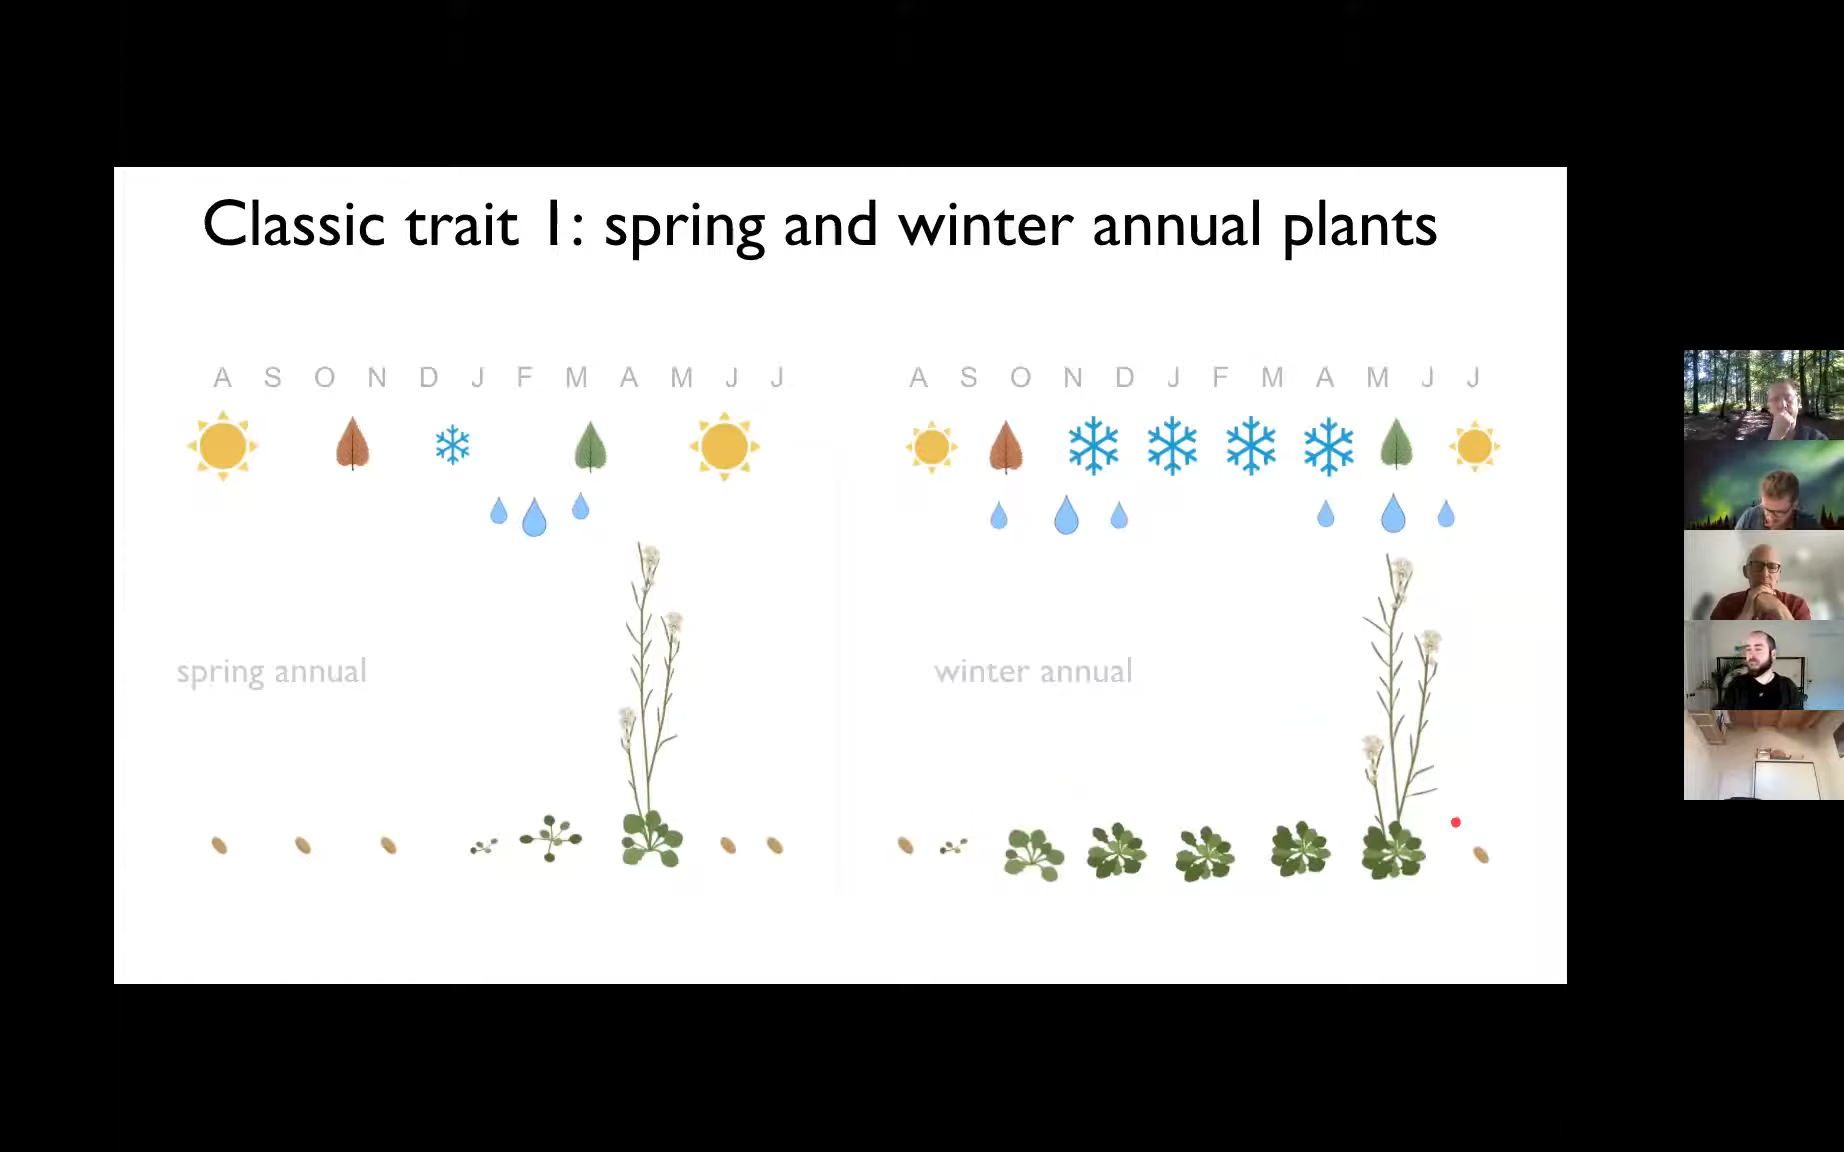 Classic trait 1: spring and winter annual plants
A S O N D J F M A M J J
A S O N D J F M A M J J
spring annual
winter annual